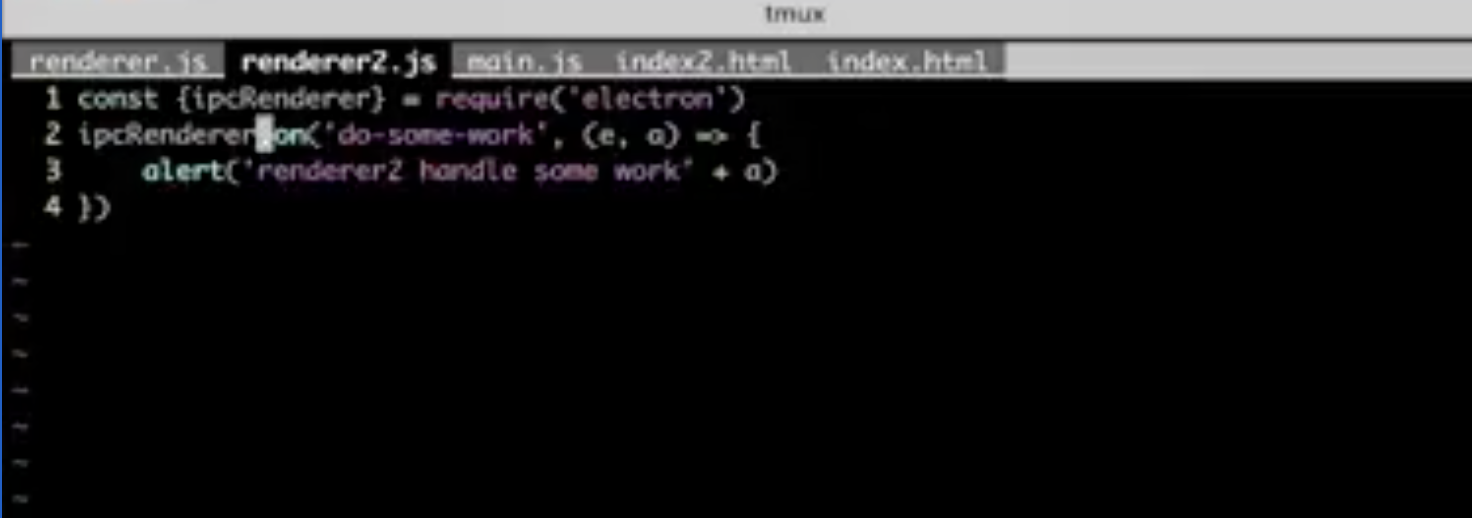 tmux
renderer.js renderer2.js main.js index2.html index.html
1 const {ipcRenderer} = require('electron')
2 ipcRenderer.on('do-some-work', (e, a) => {
3     alert('renderer2 handle some work' + a)
4 })
~
~
~
~
~
~
~
~